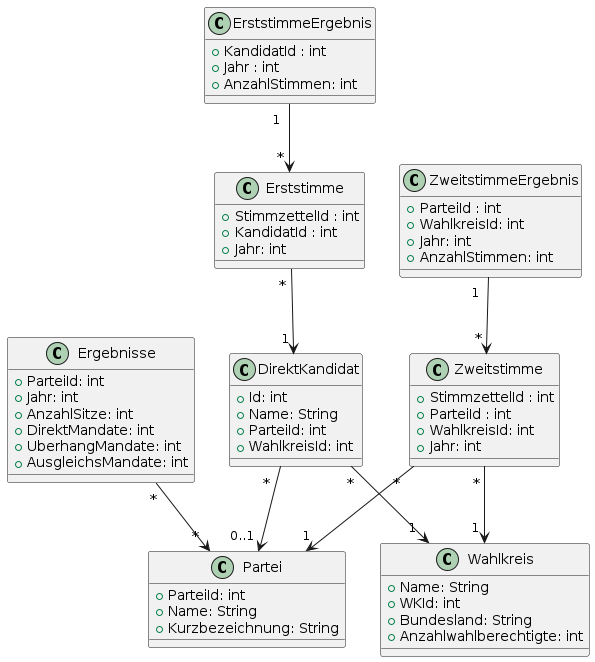 C ErststimmeErgebnis
KandidatId : int
Jahr : int
AnzahlStimmen: int
1
*
C Erststimme
StimmzettelId : int
KandidatId : int
Jahr: int
C ZweitstimmeErgebnis
ParteiId : int
WahlkreisId: int
Jahr: int
AnzahlStimmen: int
*
1
1
*
C Ergebnisse
ParteiId: int
Jahr: int
AnzahlSitze: int
DirektMandate: int
UberhangMandate: int
AusgleichsMandate: int
C DirektKandidat
Id: int
Name: String
ParteiId: int
WahlkreisId: int
C Zweitstimme
StimmzettelId : int
ParteiId : int
WahlkreisId: int
Jahr: int
*
*
*
0..1
*
1
*
1
*
1
C Partei
ParteiId: int
Name: String
Kurzbezeichnung: String
C Wahlkreis
Name: String
WKId: int
Bundesland: String
Anzahlwahlberechtigte: int